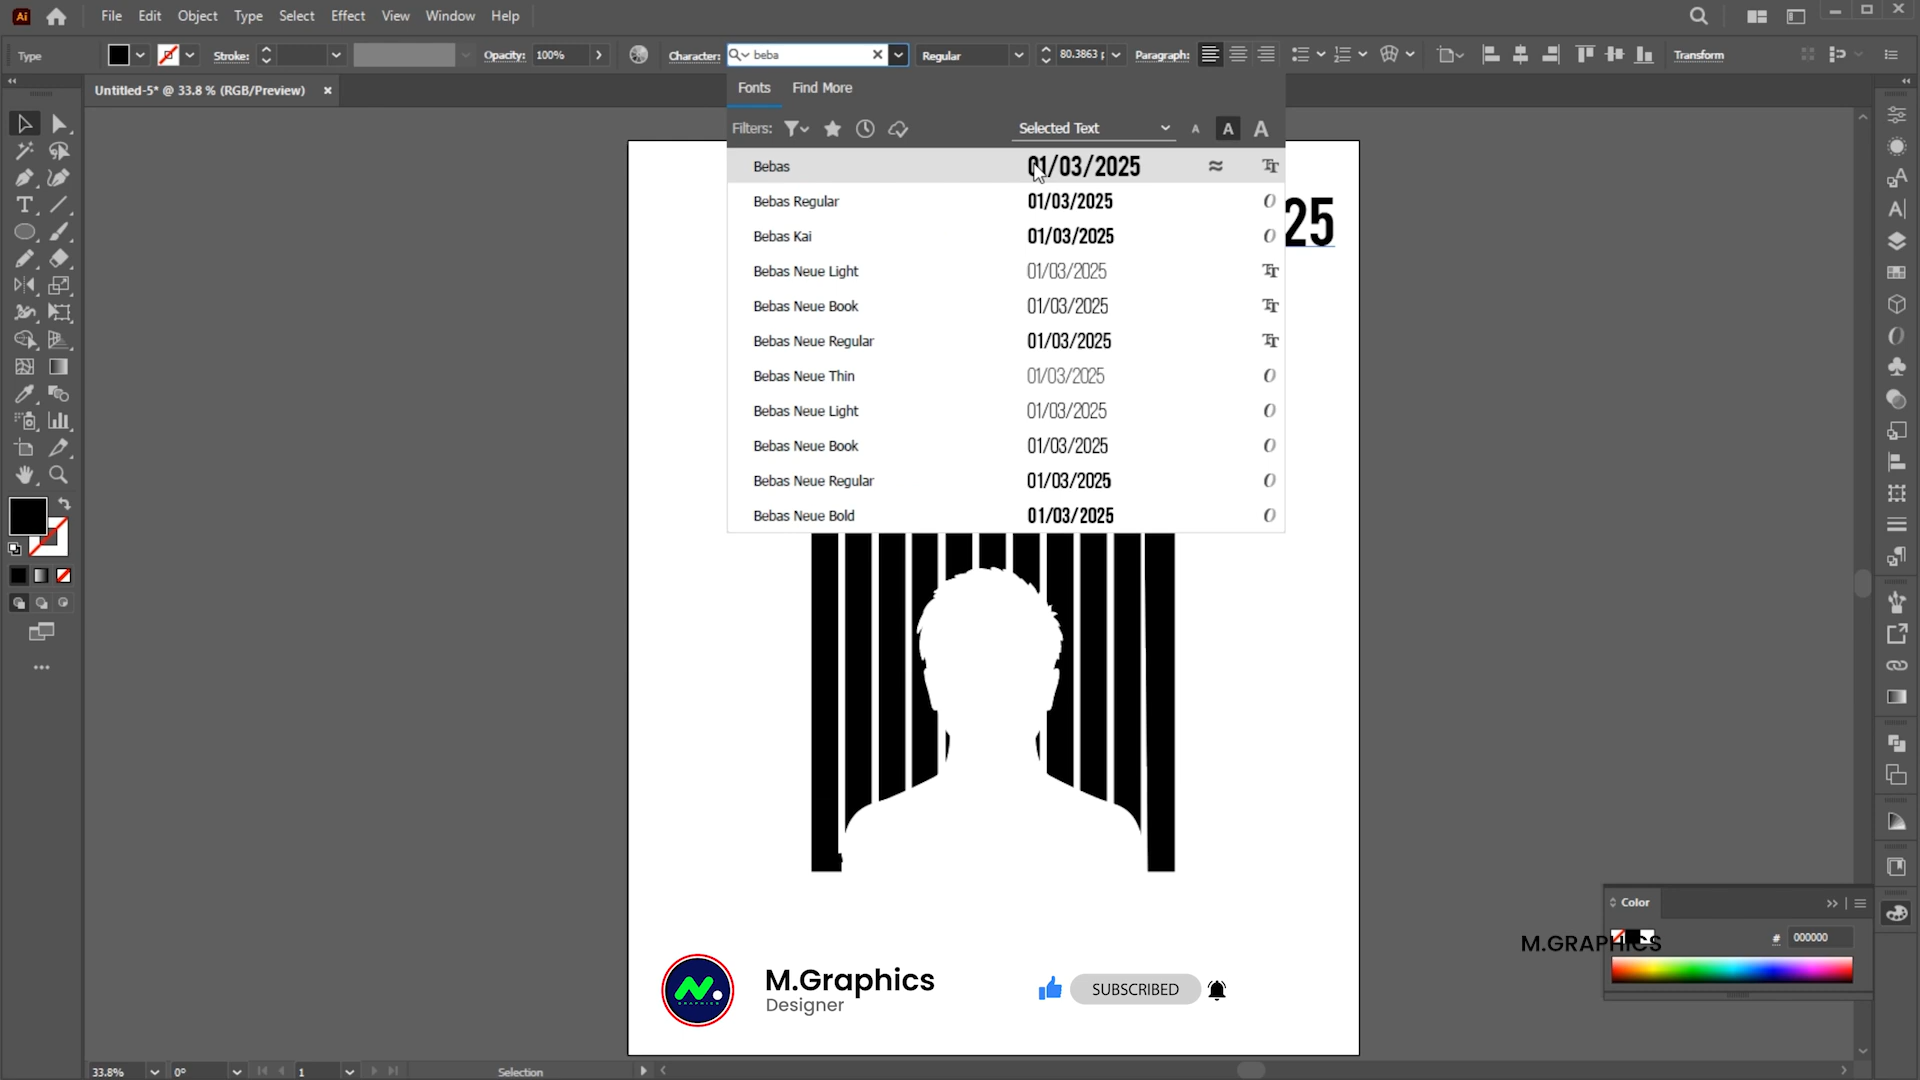 Ai File Edit Object Type Select Effect View Window Help
Type Stroke: Opacity: 100% Character: beba Regular 80.3863 p Paragraph: Transform
Untitled-5* @ 33.8 % (RGB/Preview)
Fonts Find More
Filters: Selected Text A A A
Bebas 01/03/2025
Bebas Regular 01/03/2025
25
Bebas Kai 01/03/2025
Bebas Neue Light 01/03/2025
Bebas Neue Book 01/03/2025
Bebas Neue Regular 01/03/2025
Bebas Neue Thin 01/03/2025
Bebas Neue Light 01/03/2025
Bebas Neue Book 01/03/2025
Bebas Neue Regular 01/03/2025
Bebas Neue Bold 01/03/2025
Color
# 000000
M.GRAPHICS
M.Graphics
Designer
SUBSCRIBED
33.8% 0° 1 Selection